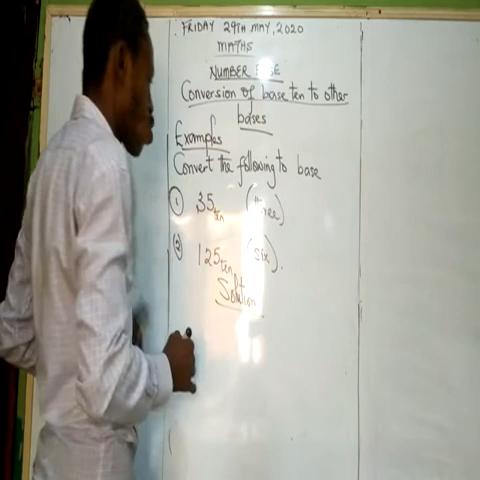 FRIDAY 29TH MAY, 2020
MATHS
NUMBER BASE
Conversion of base ten to other
bases
Examples
Convert the following to base
① 35ten (three)
② 125ten (six).
Solution